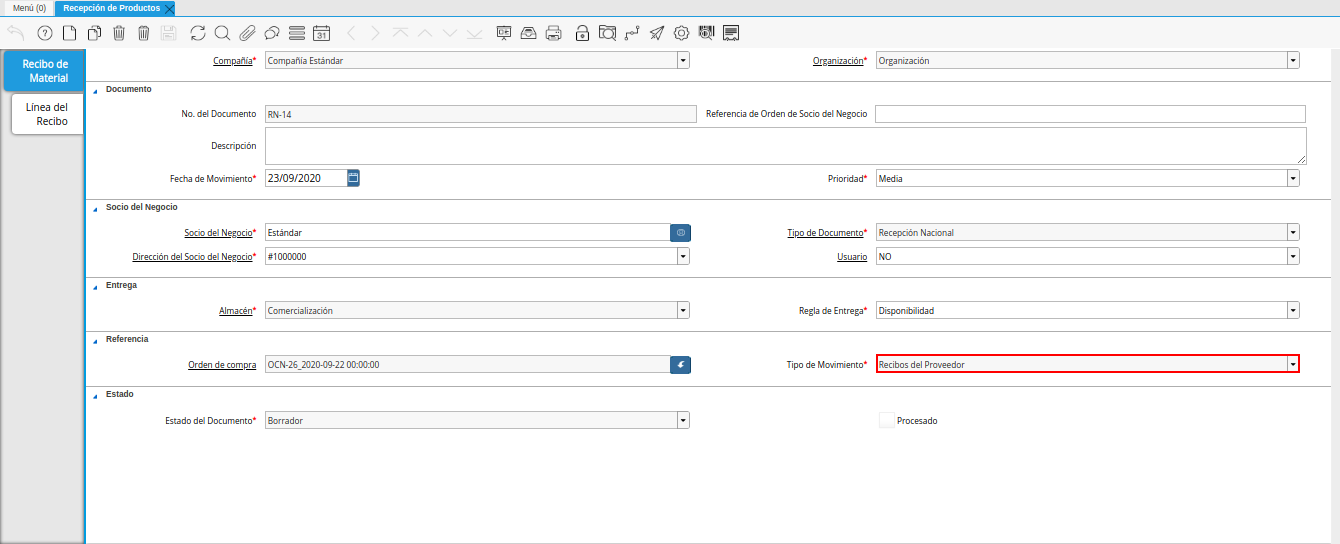 Menú (0)
Recepción de Productos
31
Recibo de
Material
Línea del
Recibo
Compañía* Compañía Estándar Organización* Organización
Documento
No. del Documento RN-14 Referencia de Orden de Socio del Negocio
Descripción
Fecha de Movimiento* 23/09/2020 Prioridad* Media
Socio del Negocio
Socio del Negocio* Estándar Tipo de Documento* Recepción Nacional
Dirección del Socio del Negocio* #1000000 Usuario NO
Entrega
Almacén* Comercialización Regla de Entrega* Disponibilidad
Referencia
Orden de compra OCN-26_2020-09-22 00:00:00 Tipo de Movimiento* Recibos del Proveedor
Estado
Estado del Documento* Borrador Procesado